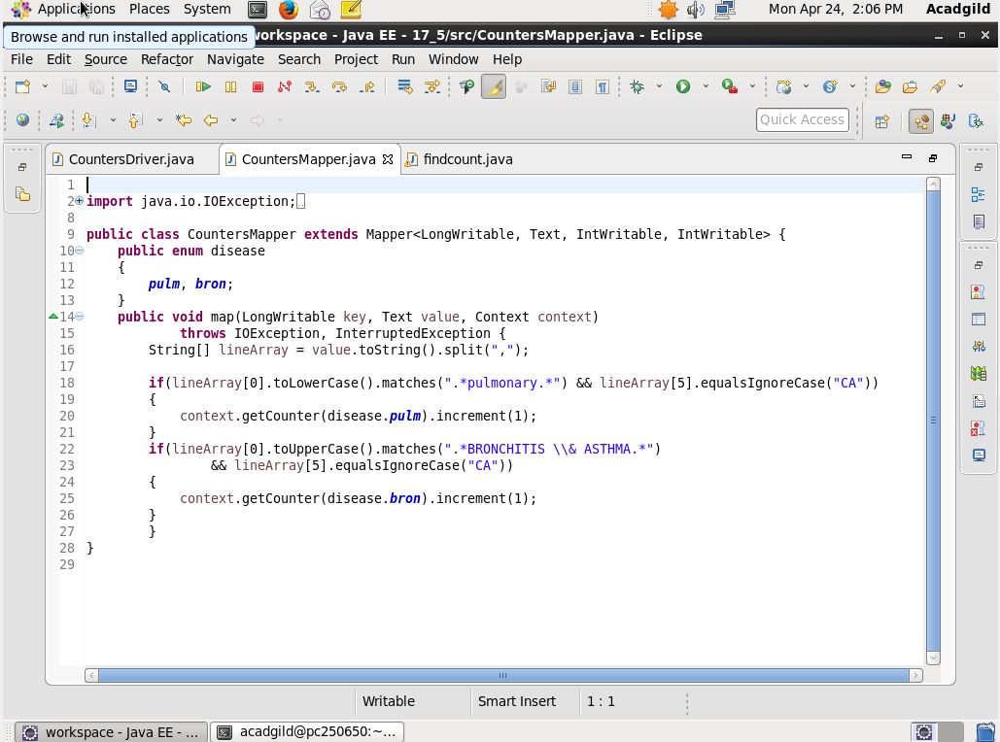 Applications Places System Mon Apr 24, 2:06 PM Acadgild
Browse and run installed applications
workspace - Java EE - 17_5/src/CountersMapper.java - Eclipse
File Edit Source Refactor Navigate Search Project Run Window Help
Quick Access
CountersDriver.java CountersMapper.java findcount.java
1
2 import java.io.IOException;
8
9 public class CountersMapper extends Mapper<LongWritable, Text, IntWritable, IntWritable> {
10 public enum disease
11 {
12 pulm, bron;
13 }
14 public void map(LongWritable key, Text value, Context context)
15 throws IOException, InterruptedException {
16 String[] lineArray = value.toString().split(",");
17
18 if(lineArray[0].toLowerCase().matches(".*pulmonary.*") && lineArray[5].equalsIgnoreCase("CA"))
19 {
20 context.getCounter(disease.pulm).increment(1);
21 }
22 if(lineArray[0].toUpperCase().matches(".*BRONCHITIS \\& ASTHMA.*")
23 && lineArray[5].equalsIgnoreCase("CA"))
24 {
25 context.getCounter(disease.bron).increment(1);
26 }
27 }
28 }
29
Writable Smart Insert 1 : 1
workspace - Java EE - ... acadgild@pc250650:~...